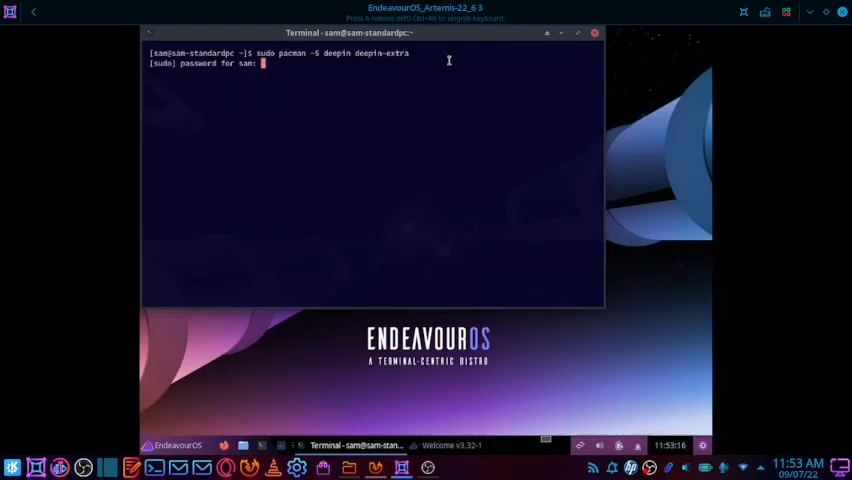 EndeavourOS_Artemis-22_6 3
Press & release (left) Ctrl+Alt to ungrab keyboard.
Terminal - sam@sam-standardpc:~
[sam@sam-standardpc ~]$ sudo pacman -S deepin deepin-extra
[sudo] password for sam:
ENDEAVOUROS
A TERMINAL-CENTRIC DISTRO
EndeavourOS
Terminal - sam@sam-stan...
Welcome v3.32-1
11:53:16
11:53 AM
09/07/22